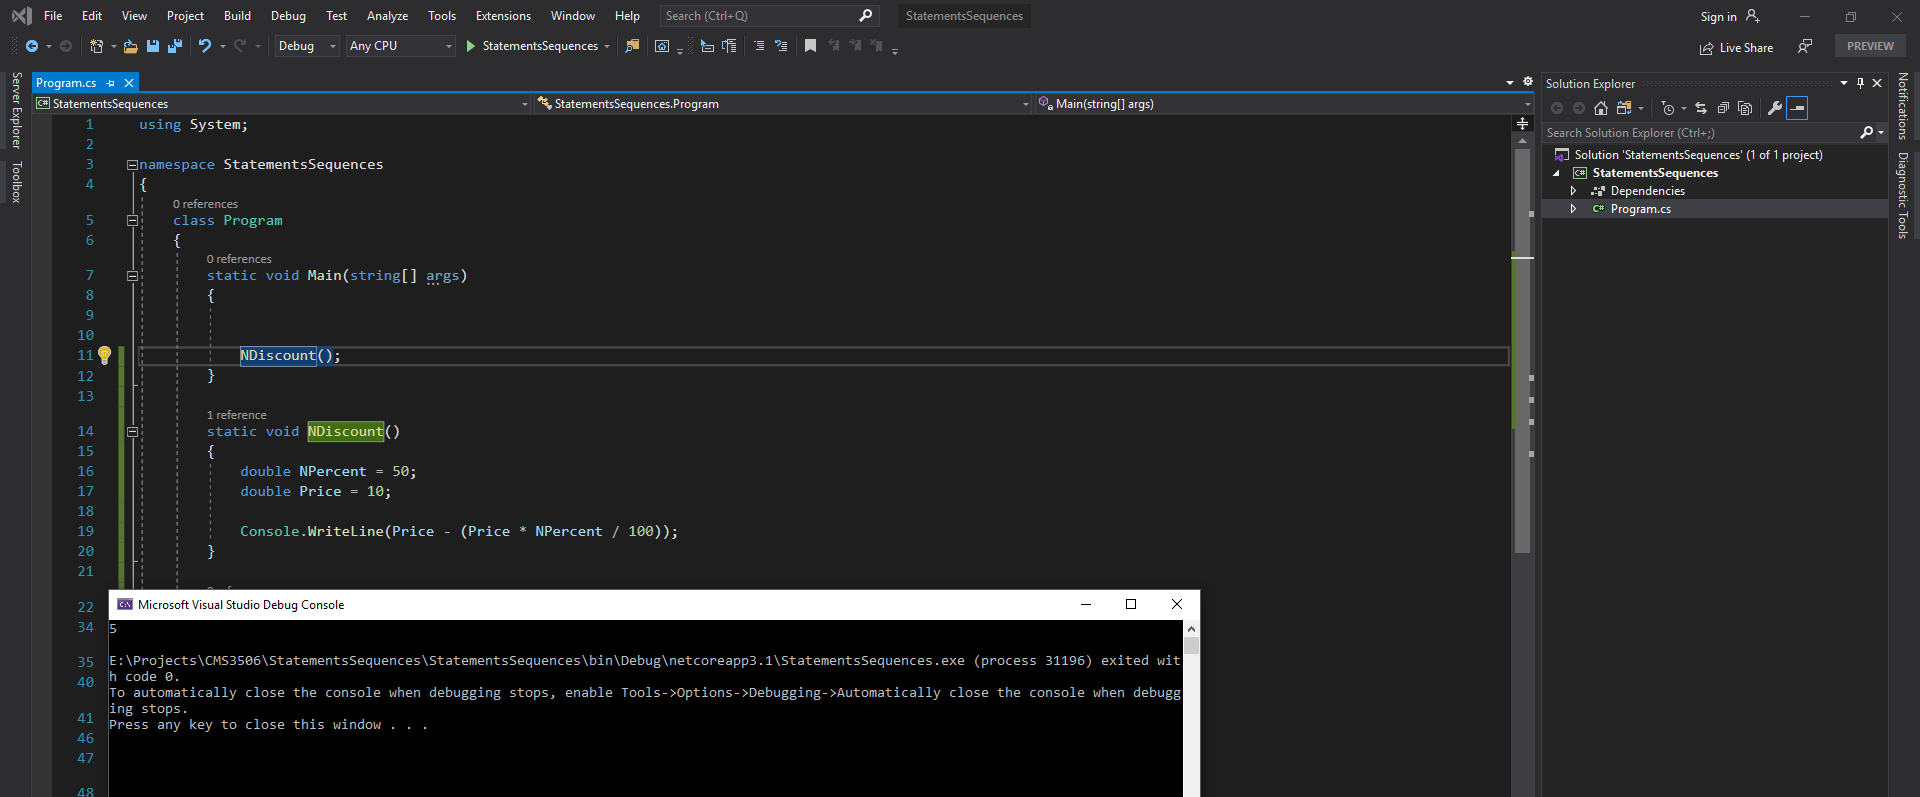 File Edit View Project Build Debug Test Analyze Tools Extensions Window Help Search (Ctrl+Q) StatementsSequences Sign in
Debug Any CPU StatementsSequences Live Share PREVIEW
Server Explorer
Toolbox
Program.cs
StatementsSequences StatementsSequences.Program Main(string[] args)
1 using System;
2
3 namespace StatementsSequences
4 {
0 references
5 class Program
6 {
0 references
7 static void Main(string[] args)
8 {
9
10
11 NDiscount();
12 }
13
1 reference
14 static void NDiscount()
15 {
16 double NPercent = 50;
17 double Price = 10;
18
19 Console.WriteLine(Price - (Price * NPercent / 100));
20 }
21
22
34
35
40
41
46
47
48
Microsoft Visual Studio Debug Console
5
E:\Projects\CMS3506\StatementsSequences\StatementsSequences\bin\Debug\netcoreapp3.1\StatementsSequences.exe (process 31196) exited wit
h code 0.
To automatically close the console when debugging stops, enable Tools->Options->Debugging->Automatically close the console when debugg
ing stops.
Press any key to close this window . . .
Solution Explorer
Search Solution Explorer (Ctrl+;)
Solution 'StatementsSequences' (1 of 1 project)
C# StatementsSequences
Dependencies
C# Program.cs
Notifications
Diagnostic Tools